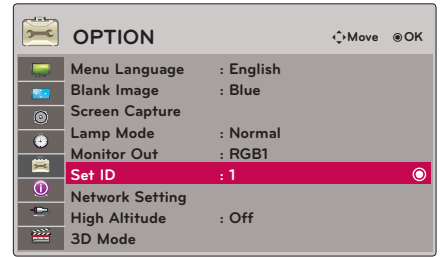 OPTION
Move OK
Menu Language : English
Blank Image : Blue
Screen Capture
Lamp Mode : Normal
Monitor Out : RGB1
Set ID : 1
Network Setting
High Altitude : Off
3D Mode